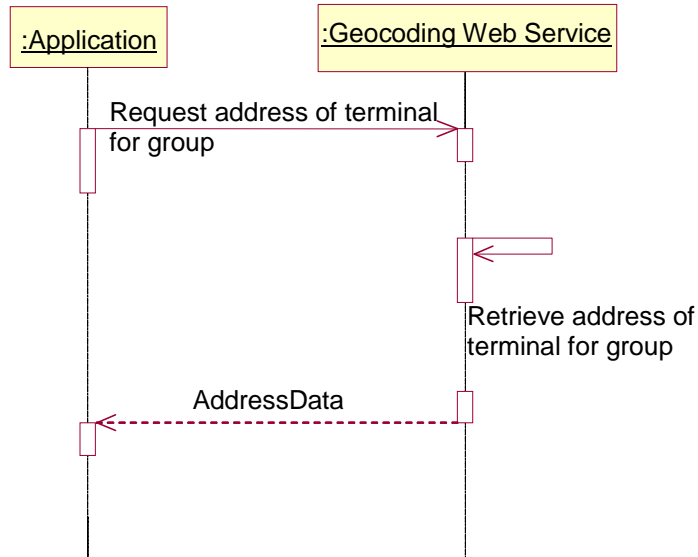 :Application
:Geocoding Web Service
Request address of terminal
for group
Retrieve address of
terminal for group
AddressData